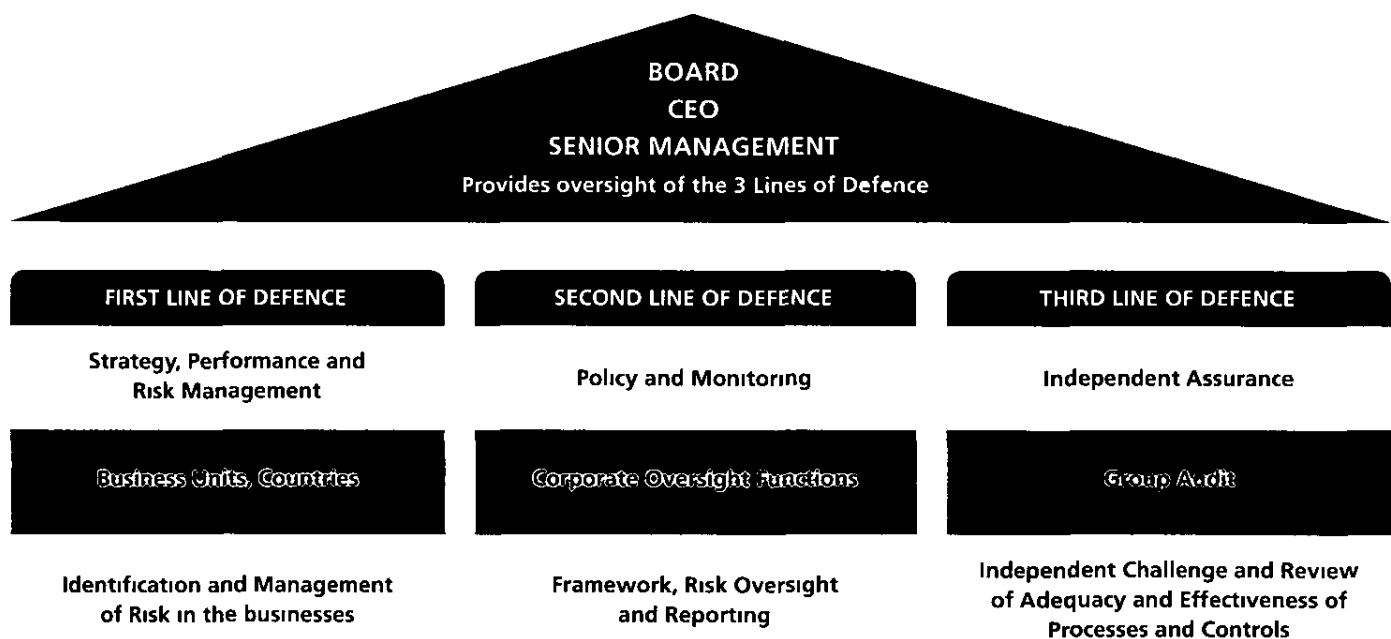 BOARD
CEO
SENIOR MANAGEMENT
Provides oversight of the 3 Lines of Defence
FIRST LINE OF DEFENCE
Strategy, Performance and
Risk Management
Business Units, Countries
Identification and Management
of Risk in the businesses
SECOND LINE OF DEFENCE
Policy and Monitoring
Corporate Oversight Functions
Framework, Risk Oversight
and Reporting
THIRD LINE OF DEFENCE
Independent Assurance
Group Audit
Independent Challenge and Review
of Adequacy and Effectiveness of
Processes and Controls